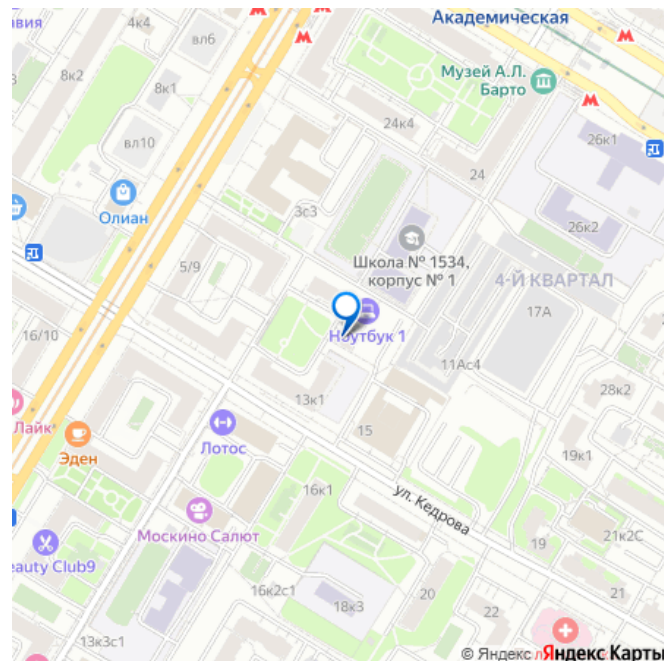 авия
4к4
вл6
Академическая
8к2
8к1
Музей А.Л.
Барто
24к4
26к1
вл10
24
Олиан
3с3
26к2
Школа № 1534,
корпус № 1
5/9
4-Й КВАРТАЛ
17А
16/10
Ноутбук 1
11Ас4
13к1
28к2
Лайк
Эден
Лотос
15
19к1
ул. Кедрова
16к1
Москино Салют
19
21к2С
eauty Club9
16к2с1
18к3
20
21
22
13к3с1
© Яндекс
Яндекс Карты